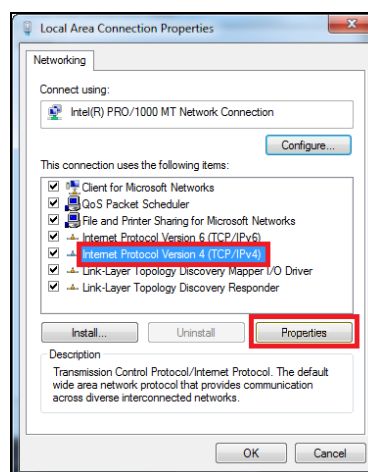 Local Area Connection Properties
Networking
Connect using:
Intel(R) PRO/1000 MT Network Connection
Configure...
This connection uses the following items:
Client for Microsoft Networks
QoS Packet Scheduler
File and Printer Sharing for Microsoft Networks
Internet Protocol Version 6 (TCP/IPv6)
Internet Protocol Version 4 (TCP/IPv4)
Link-Layer Topology Discovery Mapper I/O Driver
Link-Layer Topology Discovery Responder
Install... Uninstall Properties
Description
Transmission Control Protocol/Internet Protocol. The default
wide area network protocol that provides communication
across diverse interconnected networks.
OK Cancel